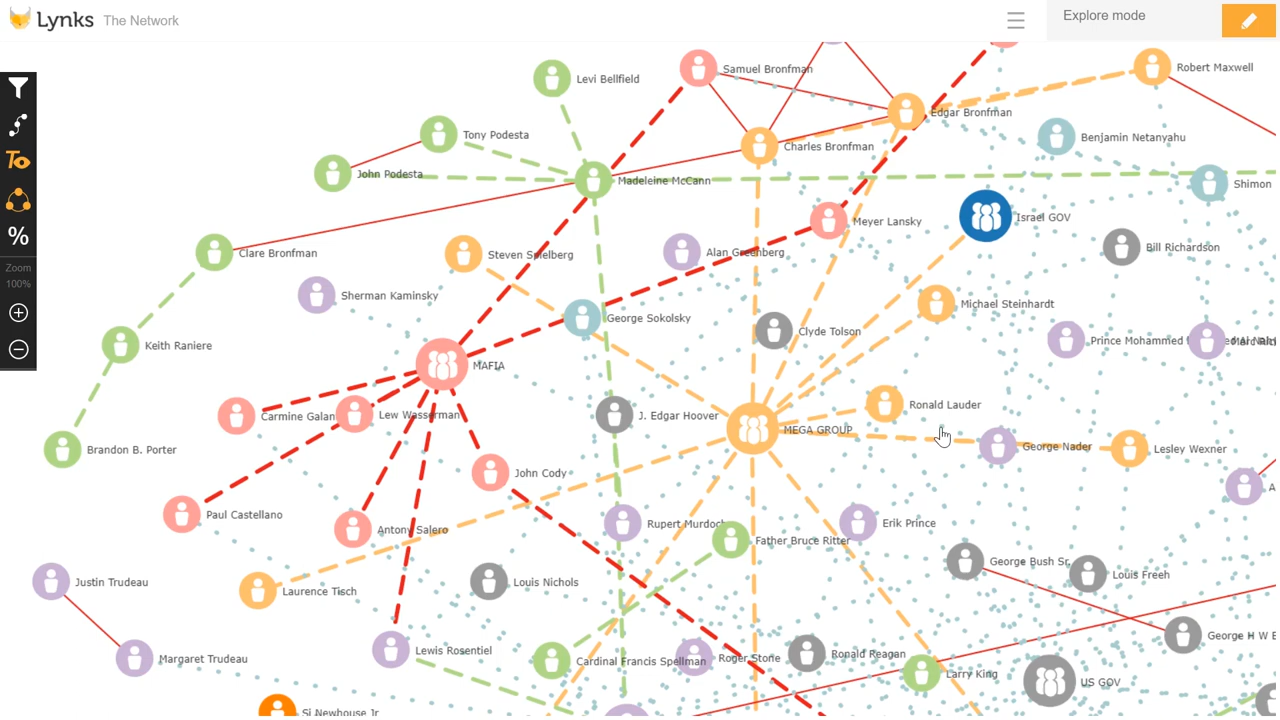 Lynks
The Network
Explore mode
To
%
Zoom
100%
Samuel Bronfman
Robert Maxwell
Levi Bellfield
Edgar Bronfman
Tony Podesta
Benjamin Netanyahu
Charles Bronfman
John Podesta
Madeleine McCann
Shimon
Israel GOV
Meyer Lansky
Bill Richardson
Clare Bronfman
Steven Spielberg
Alan Greenberg
Sherman Kaminsky
Michael Steinhardt
George Sokolsky
Clyde Tolson
Prince Mohammed
Keith Raniere
MAFIA
Ronald Lauder
Carmine Galan
Lew Wasserman
J. Edgar Hoover
MEGA GROUP
George Nader
Lesley Wexner
Brandon B. Porter
John Cody
A
Paul Castellano
Rupert Murdoch
Erik Prince
Antony Salero
Father Bruce Ritter
George Bush Sr.
Louis Freeh
Justin Trudeau
Louis Nichols
Laurence Tisch
George H W B
Lewis Rosentiel
Margaret Trudeau
Cardinal Francis Spellman
Roger Stone
Ronald Reagan
Larry King
US GOV
Si Newhouse Jr